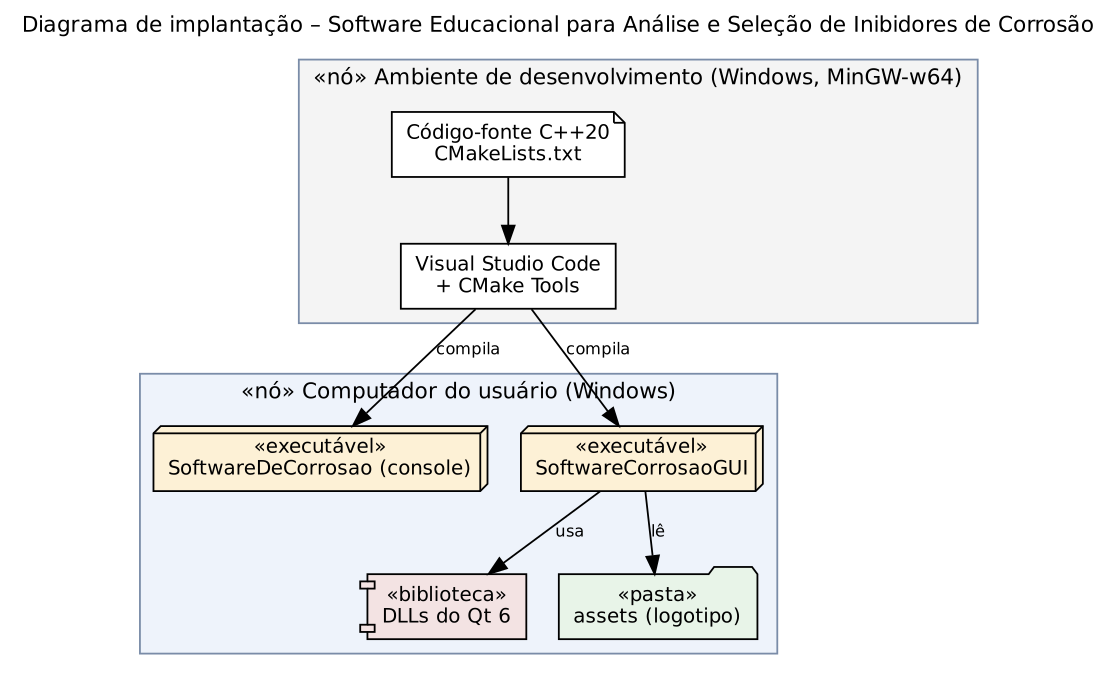 Diagrama de implantação – Software Educacional para Análise e Seleção de Inibidores de Corrosão
«nó» Ambiente de desenvolvimento (Windows, MinGW-w64)
Código-fonte C++20
CMakeLists.txt
Visual Studio Code
+ CMake Tools
compila
compila
«nó» Computador do usuário (Windows)
«executável»
SoftwareDeCorrosao (console)
«executável»
SoftwareCorrosaoGUI
usa
lê
«biblioteca»
DLLs do Qt 6
«pasta»
assets (logotipo)